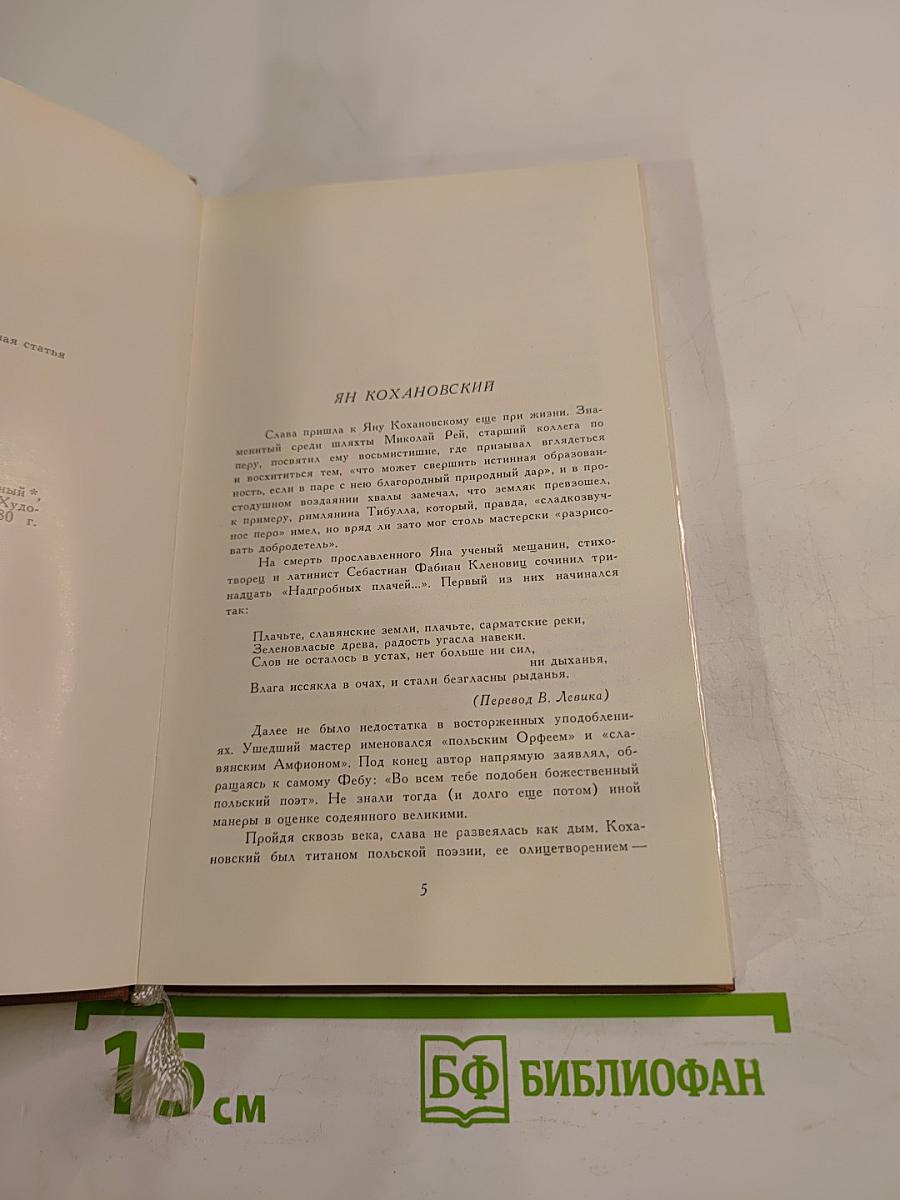 ная статья
ный *,
Худо-
80 г.
ЯН КОХАНОВСКИЙ
Слава пришла к Яну Кохановскому еще при жизни. Зна-
менитый среди шляхты Миколай Рей, старший коллега по
перу, посвятил ему восьмистишие, где призывал вглядеться
и восхититься тем, «что может свершить истинная образован-
ность, если в паре с нею благородный природный дар», и в про-
стодушном воздаянии хвалы замечал, что земляк превзошел,
к примеру, римлянина Тибулла, который, правда, «сладкозвуч-
ное перо» имел, но вряд ли зато мог столь мастерски «разрисо-
вать добродетель».
На смерть прославленного Яна ученый мещанин, стихо-
творец и латинист Себастиан Фабиан Кленовиц сочинил три-
надцать «Надгробных плачей...». Первый из них начинался
так:
Плачьте, славянские земли, плачьте, сарматские реки,
Зеленовласые древа, радость угасла навеки.
Слов не осталось в устах, нет больше ни сил,
ни дыханья,
Влага иссякла в очах, и стали безгласны рыданья.
(Перевод В. Левика)
Далее не было недостатка в восторженных уподоблени-
ях. Ушедший мастер именовался «польским Орфеем» и «сла-
вянским Амфионом». Под конец автор напрямую заявлял, об-
ращаясь к самому Фебу: «Во всем тебе подобен божественный
польский поэт». Не знали тогда (и долго еще потом) иной
манеры в оценке содеянного великими.
Пройдя сквозь века, слава не развеялась как дым. Коха-
новский был титаном польской поэзии, ее олицетворением —
5
15 см
БФ БИБЛИОФАН